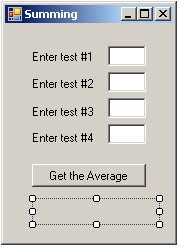 Summing
Enter test #1
Enter test #2
Enter test #3
Enter test #4
Get the Average